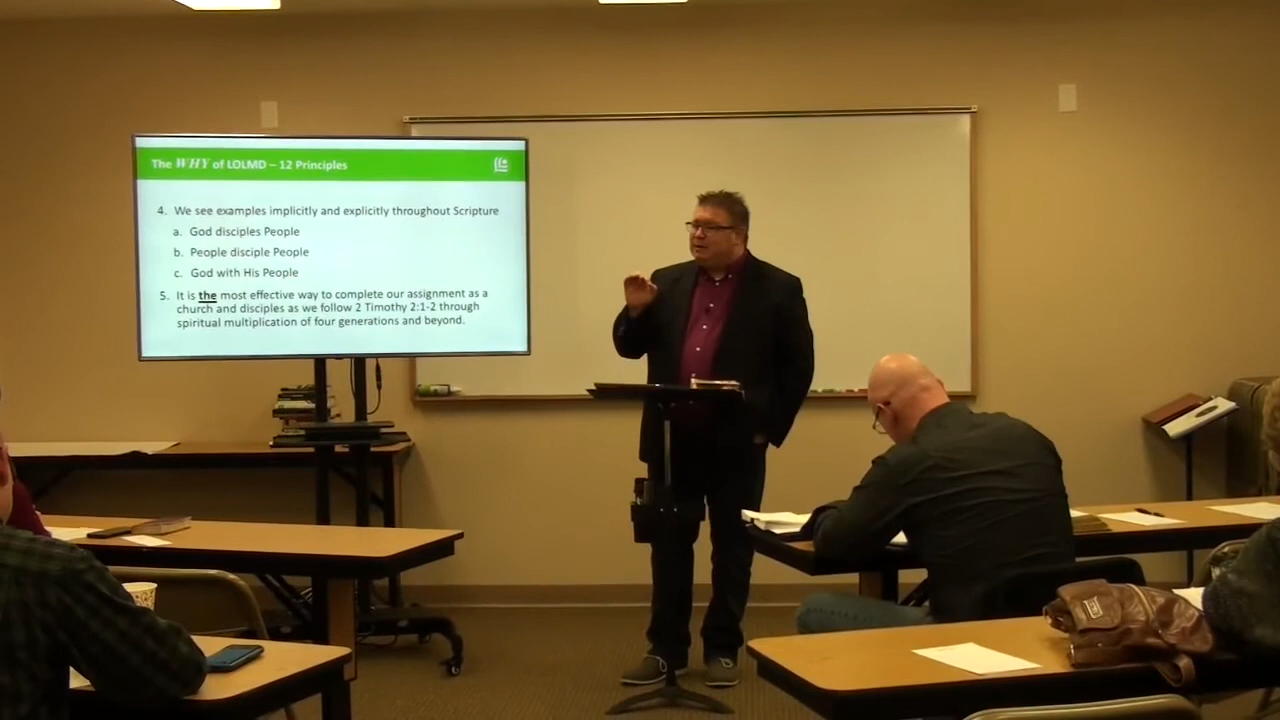 The WHY of LOLMD – 12 Principles
4. We see examples implicitly and explicitly throughout Scripture
a. God disciples People
b. People disciple People
c. God with His People
5. It is the most effective way to complete our assignment as a
church and disciples as we follow 2 Timothy 2:1-2 through
spiritual multiplication of four generations and beyond.